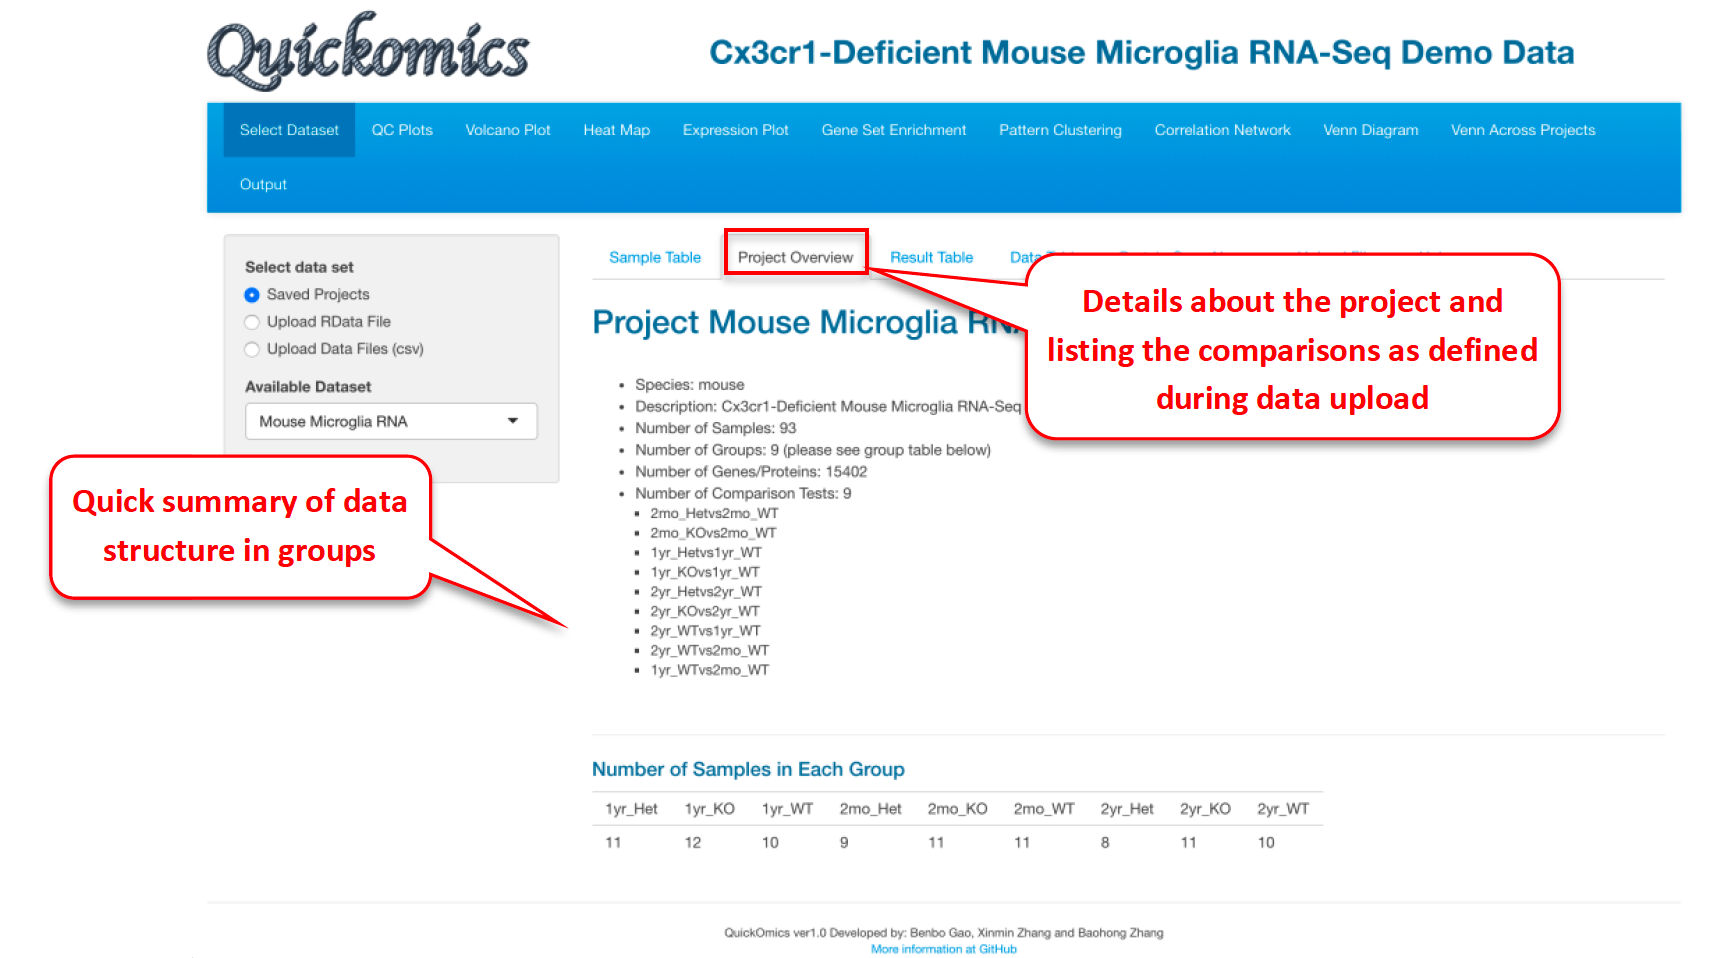 Quickomics
Cx3cr1-Deficient Mouse Microglia RNA-Seq Demo Data
Select Dataset QC Plots Volcano Plot Heat Map Expression Plot Gene Set Enrichment Pattern Clustering Correlation Network Venn Diagram Venn Across Projects
Output
Select data set
Saved Projects
Upload RData File
Upload Data Files (csv)
Available Dataset
Mouse Microglia RNA
Quick summary of data
structure in groups
Sample Table Project Overview Result Table Data
Details about the project and
listing the comparisons as defined
during data upload
Project Mouse Microglia
Species: mouse
Description: Cx3cr1-Deficient Mouse Microglia RNA-Seq
Number of Samples: 93
Number of Groups: 9 (please see group table below)
Number of Genes/Proteins: 15402
Number of Comparison Tests: 9
2mo_Hetvs2mo_WT
2mo_KOvs2mo_WT
1yr_Hetvs1yr_WT
1yr_KOvs1yr_WT
2yr_Hetvs2yr_WT
2yr_KOvs2yr_WT
2yr_WTvs1yr_WT
2yr_WTvs2mo_WT
1yr_WTvs2mo_WT
Number of Samples in Each Group
1yr_Het 1yr_KO 1yr_WT 2mo_Het 2mo_KO 2mo_WT 2yr_Het 2yr_KO 2yr_WT
11 12 10 9 11 11 8 11 10
QuickOmics ver1.0 Developed by: Benbo Gao, Xinmin Zhang and Baohong Zhang
More information at GitHub